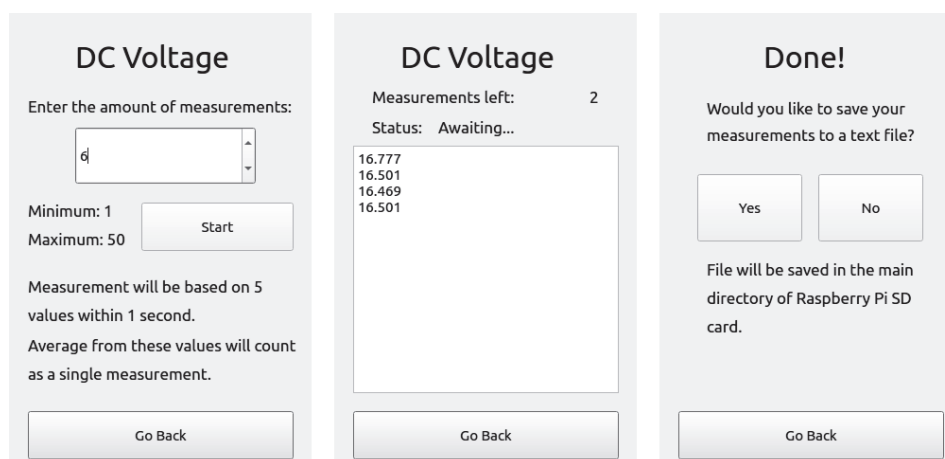 DC Voltage
Enter the amount of measurements:
6
Minimum: 1
Maximum: 50
Start
Measurement will be based on 5
values within 1 second.
Average from these values will count
as a single measurement.
Go Back
DC Voltage
Measurements left: 2
Status: Awaiting...
16.777
16.501
16.469
16.501
Go Back
Done!
Would you like to save your
measurements to a text file?
Yes
No
File will be saved in the main
directory of Raspberry Pi SD
card.
Go Back